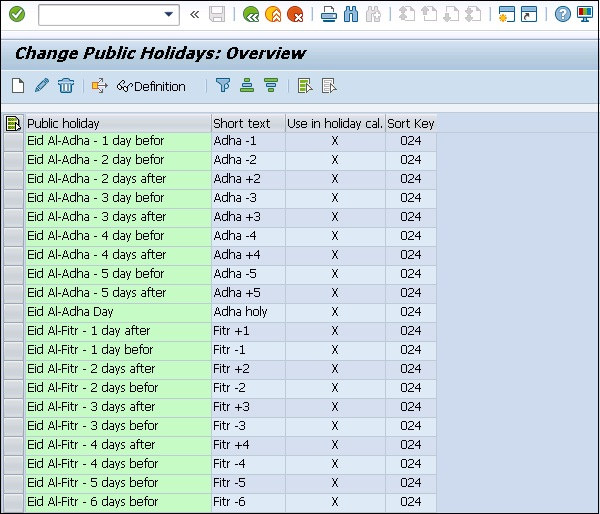 Change Public Holidays: Overview
Definition
Public holiday Short text Use in holiday cal. Sort Key
Eid Al-Adha - 1 day befor Adha -1 X 024
Eid Al-Adha - 2 day befor Adha -2 X 024
Eid Al-Adha - 2 days after Adha +2 X 024
Eid Al-Adha - 3 day befor Adha -3 X 024
Eid Al-Adha - 3 days after Adha +3 X 024
Eid Al-Adha - 4 day befor Adha -4 X 024
Eid Al-Adha - 4 days after Adha +4 X 024
Eid Al-Adha - 5 day befor Adha -5 X 024
Eid Al-Adha - 5 days after Adha +5 X 024
Eid Al-Adha Day Adha holy X 024
Eid Al-Fitr - 1 day after Fitr +1 X 024
Eid Al-Fitr - 1 day befor Fitr -1 X 024
Eid Al-Fitr - 2 days after Fitr +2 X 024
Eid Al-Fitr - 2 days befor Fitr -2 X 024
Eid Al-Fitr - 3 days after Fitr +3 X 024
Eid Al-Fitr - 3 days befor Fitr -3 X 024
Eid Al-Fitr - 4 days after Fitr +4 X 024
Eid Al-Fitr - 4 days befor Fitr -4 X 024
Eid Al-Fitr - 5 days befor Fitr -5 X 024
Eid Al-Fitr - 6 days befor Fitr -6 X 024